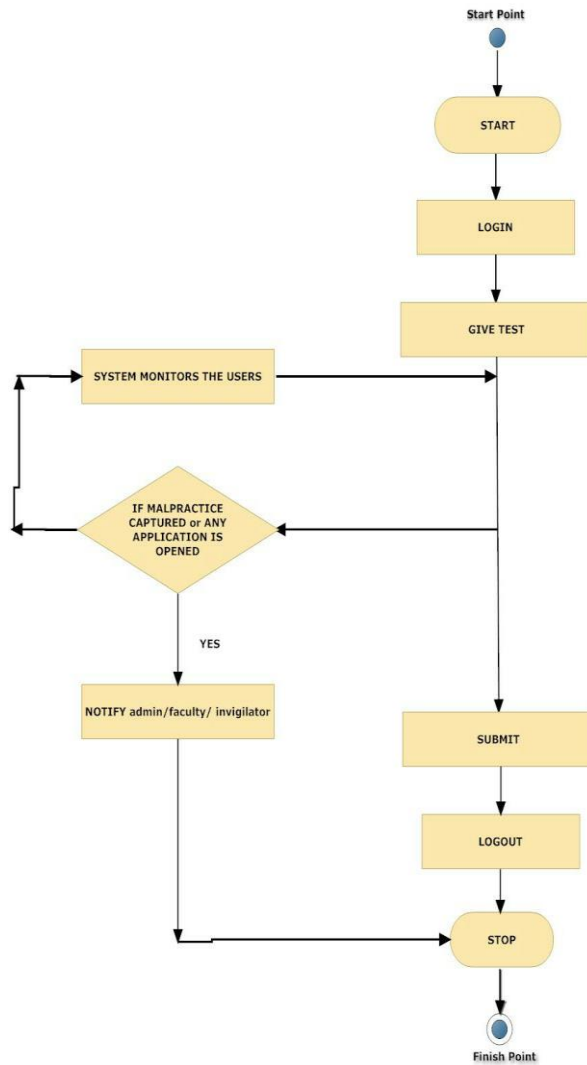 Start Point
START
LOGIN
GIVE TEST
SYSTEM MONITORS THE USERS
IF MALPRACTICE
CAPTURED or ANY
APPLICATION IS
OPENED
YES
NOTIFY admin/faculty/ invigilator
SUBMIT
LOGOUT
STOP
Finish Point